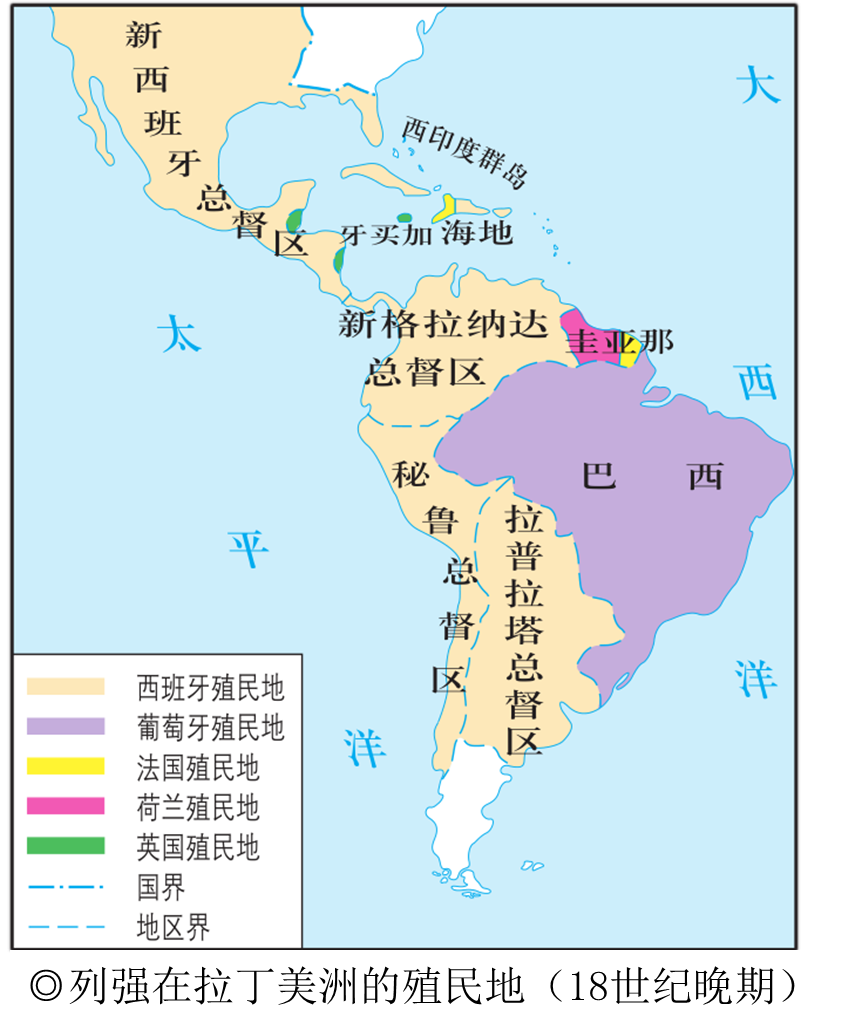 新西班牙总督区
大西洋
西印度群岛
牙买加
海地
太平洋
新格拉纳达
总督区
圭亚那
巴西
秘鲁总督区
拉普拉塔总督区
西班牙殖民地
葡萄牙殖民地
法国殖民地
荷兰殖民地
英国殖民地
国界
地区界
◎列强在拉丁美洲的殖民地（18世纪晚期）